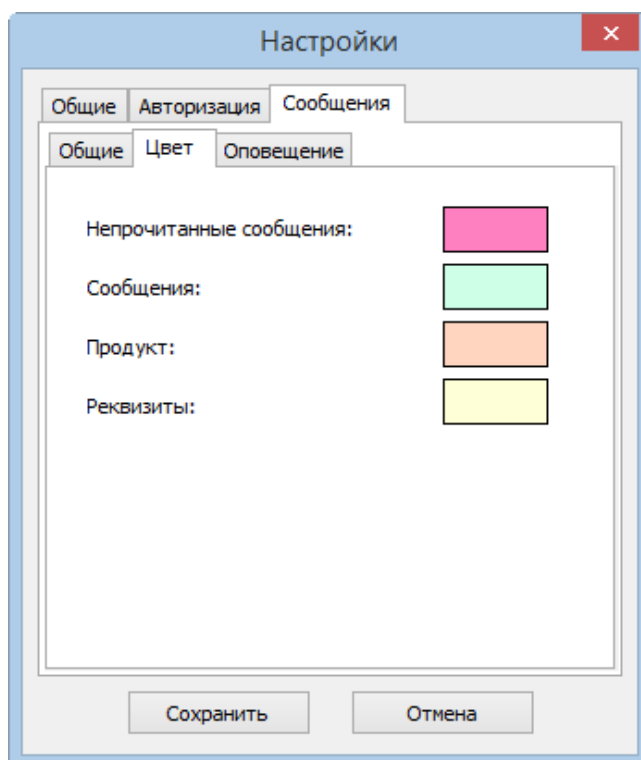 Настройки
Общие Авторизация Сообщения
Общие Цвет Оповещение
Непрочитанные сообщения:
Сообщения:
Продукт:
Реквизиты:
Сохранить Отмена